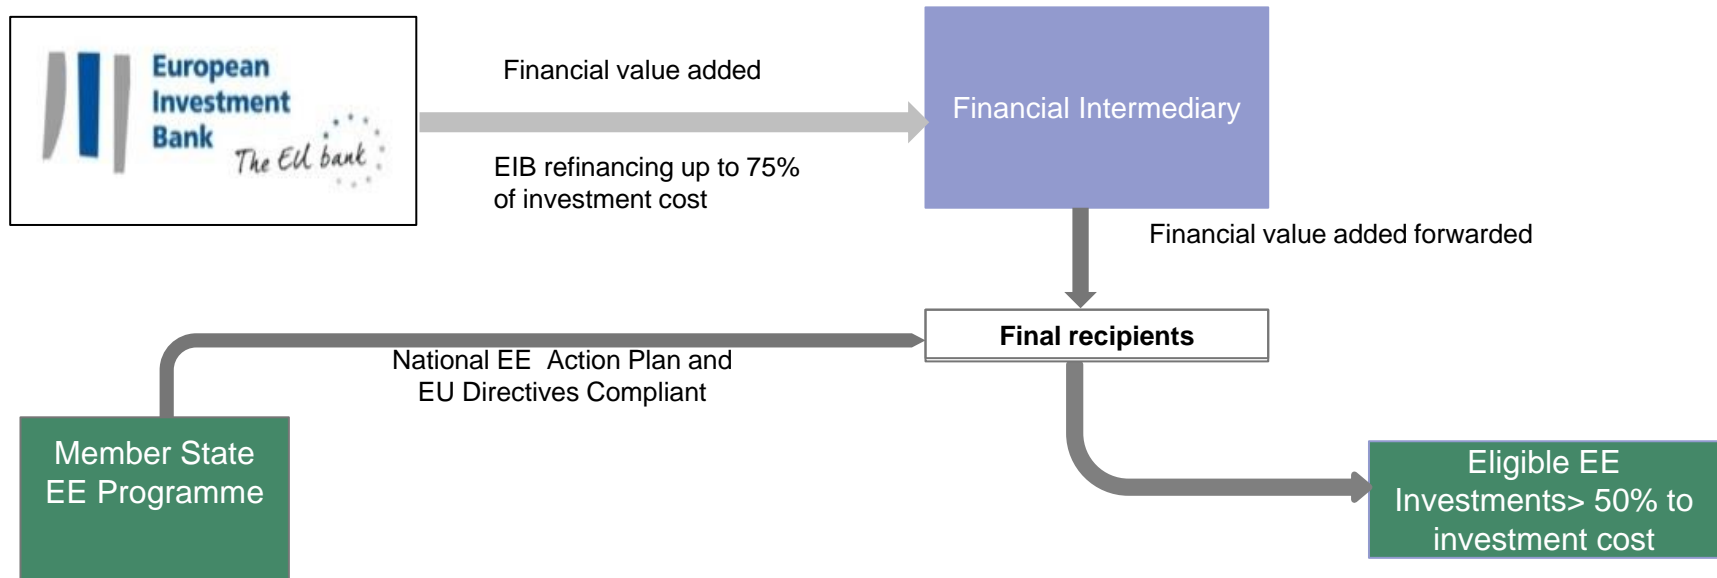 European
Investment
Bank
The EU bank
Financial value added
EIB refinancing up to 75%
of investment cost
Financial Intermediary
Financial value added forwarded
Final recipients
National EE Action Plan and
EU Directives Compliant
Member State
EE Programme
Eligible EE
Investments> 50% to
investment cost